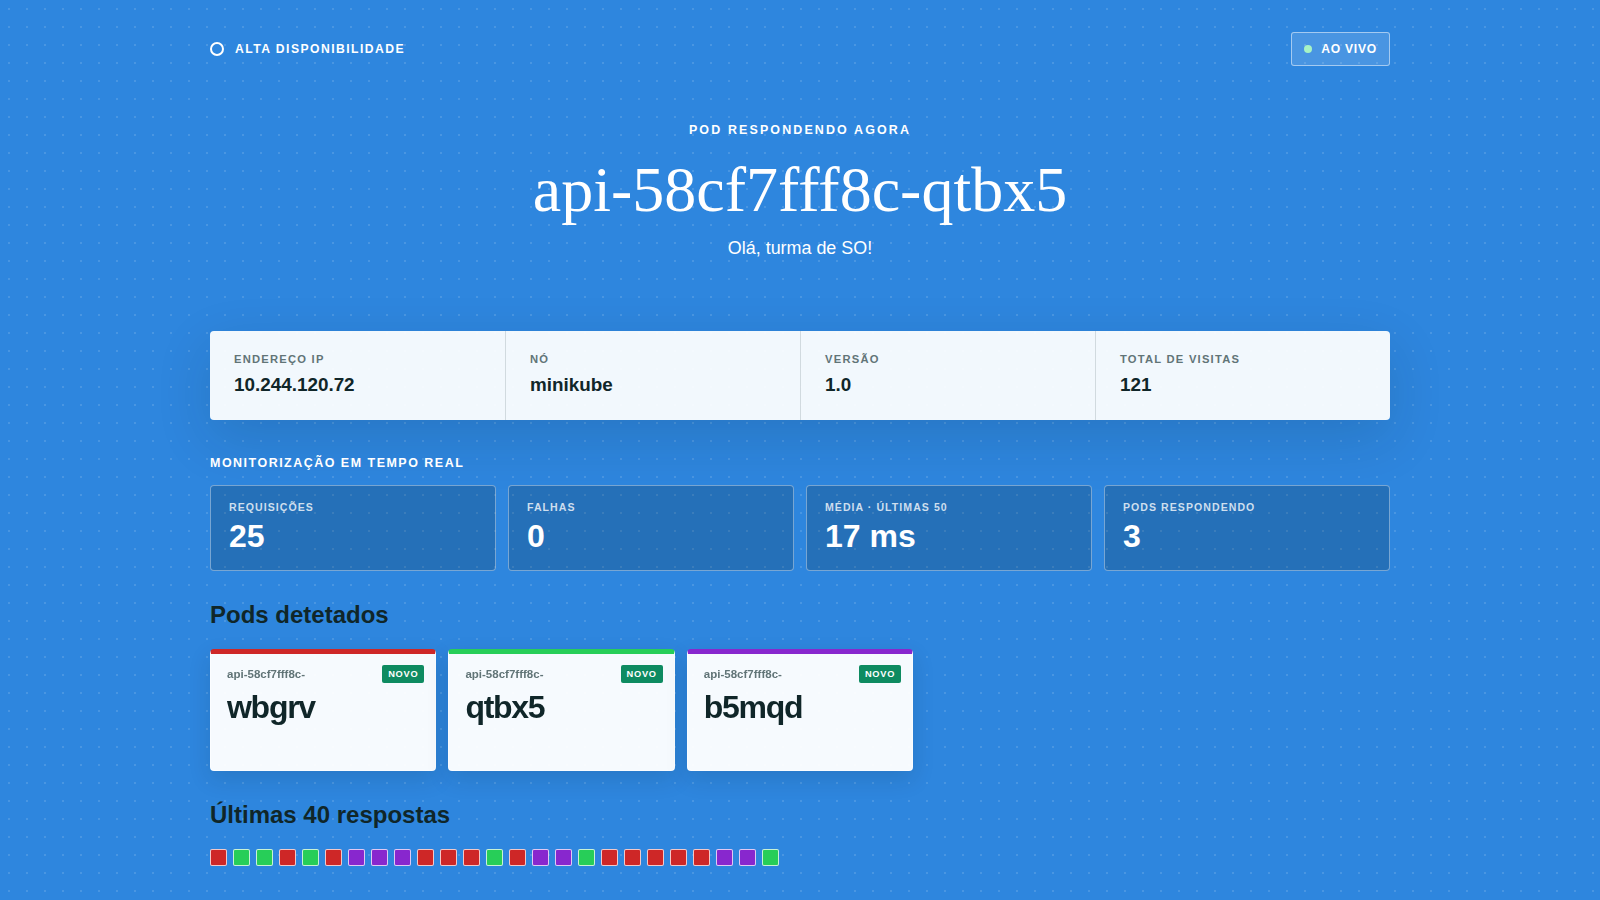 ALTA DISPONIBILIDADE
AO VIVO
POD RESPONDENDO AGORA
api-58cf7fff8c-qtbx5
Olá, turma de SO!
ENDEREÇO IP
10.244.120.72
NÓ
minikube
VERSÃO
1.0
TOTAL DE VISITAS
121
MONITORIZAÇÃO EM TEMPO REAL
REQUISIÇÕES
25
FALHAS
0
MÉDIA · ÚLTIMAS 50
17 ms
PODS RESPONDENDO
3
Pods detetados
api-58cf7fff8c-
NOVO
wbgrv
api-58cf7fff8c-
NOVO
qtbx5
api-58cf7fff8c-
NOVO
b5mqd
Últimas 40 respostas